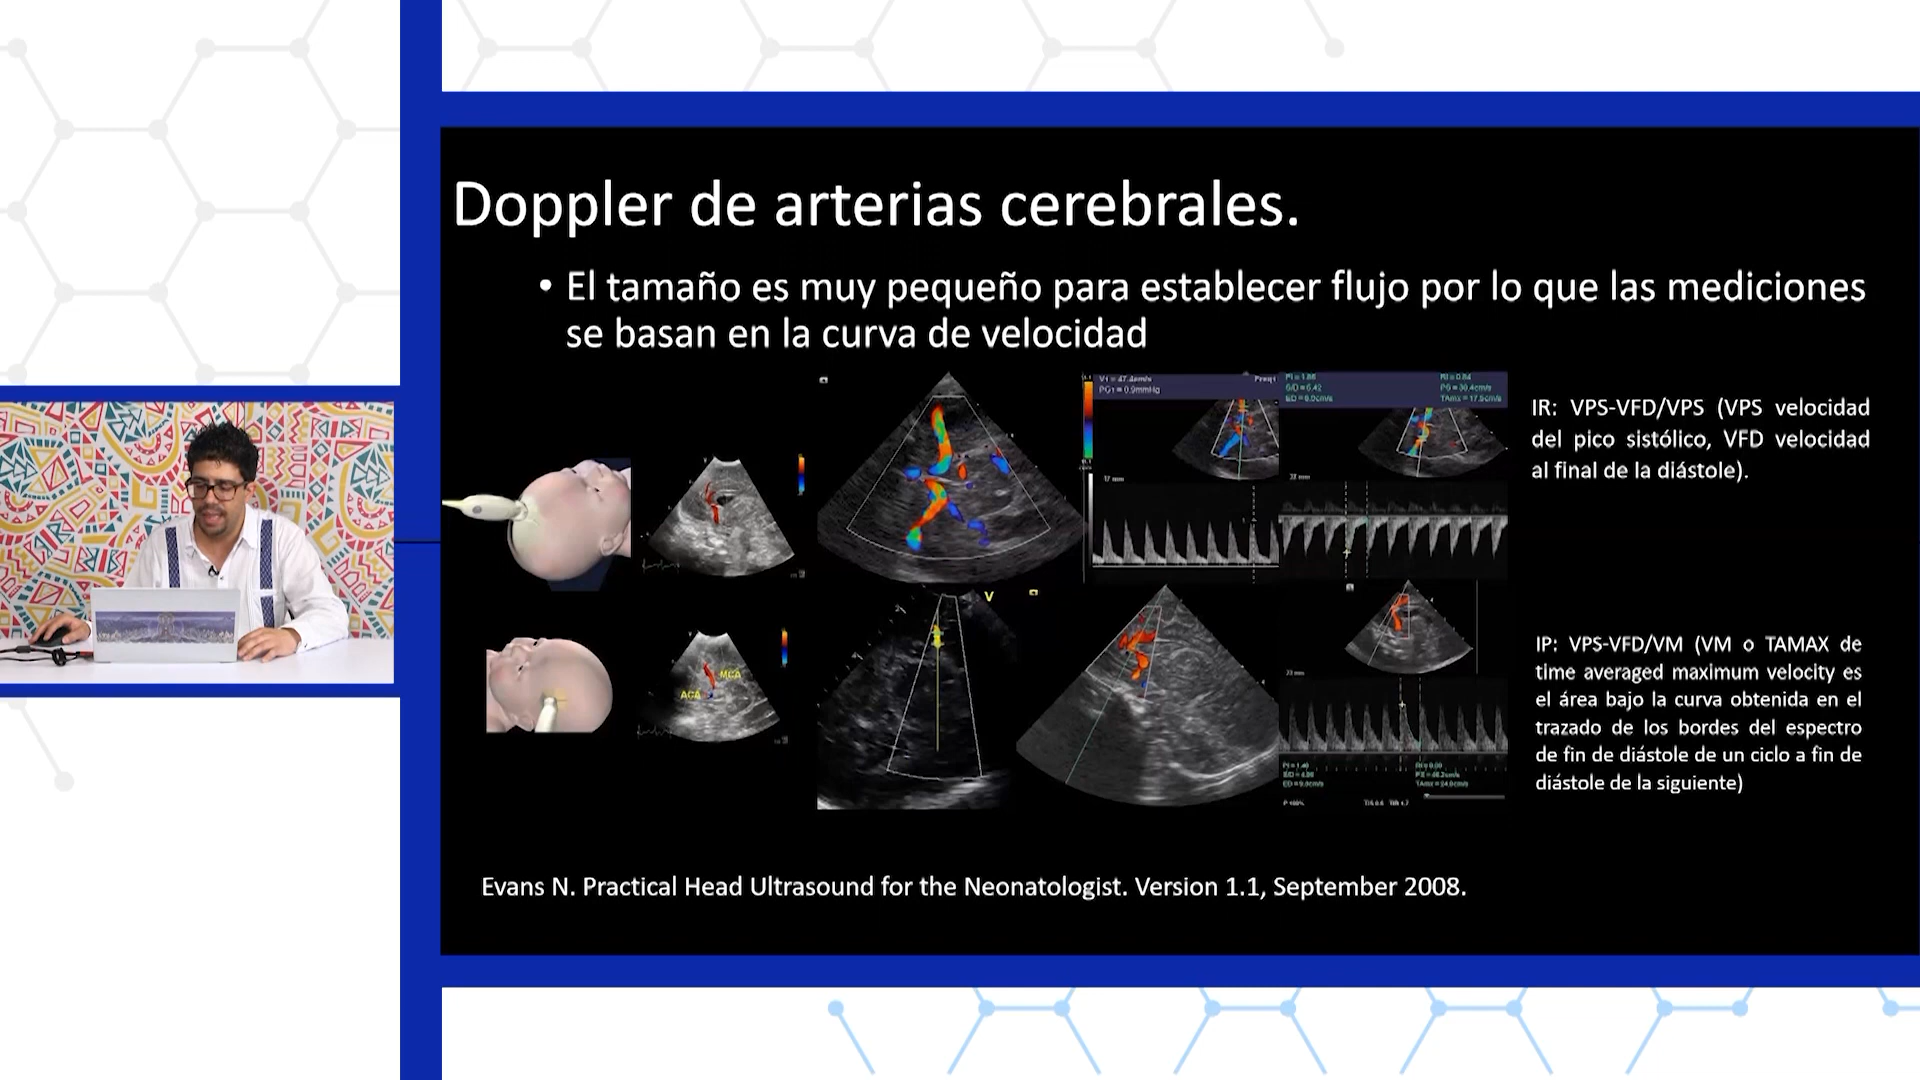 Doppler de arterias cerebrales.
• El tamaño es muy pequeño para establecer flujo por lo que las mediciones
se basan en la curva de velocidad
IR: VPS-VFD/VPS (VPS velocidad
del pico sistólico, VFD velocidad
al final de la diástole).
MCA
ACA
V
IP: VPS-VFD/VM (VM o TAMAX de
time averaged maximum velocity es
el área bajo la curva obtenida en el
trazado de los bordes del espectro
de fin de diástole de un ciclo a fin de
diástole de la siguiente)
Evans N. Practical Head Ultrasound for the Neonatologist. Version 1.1, September 2008.